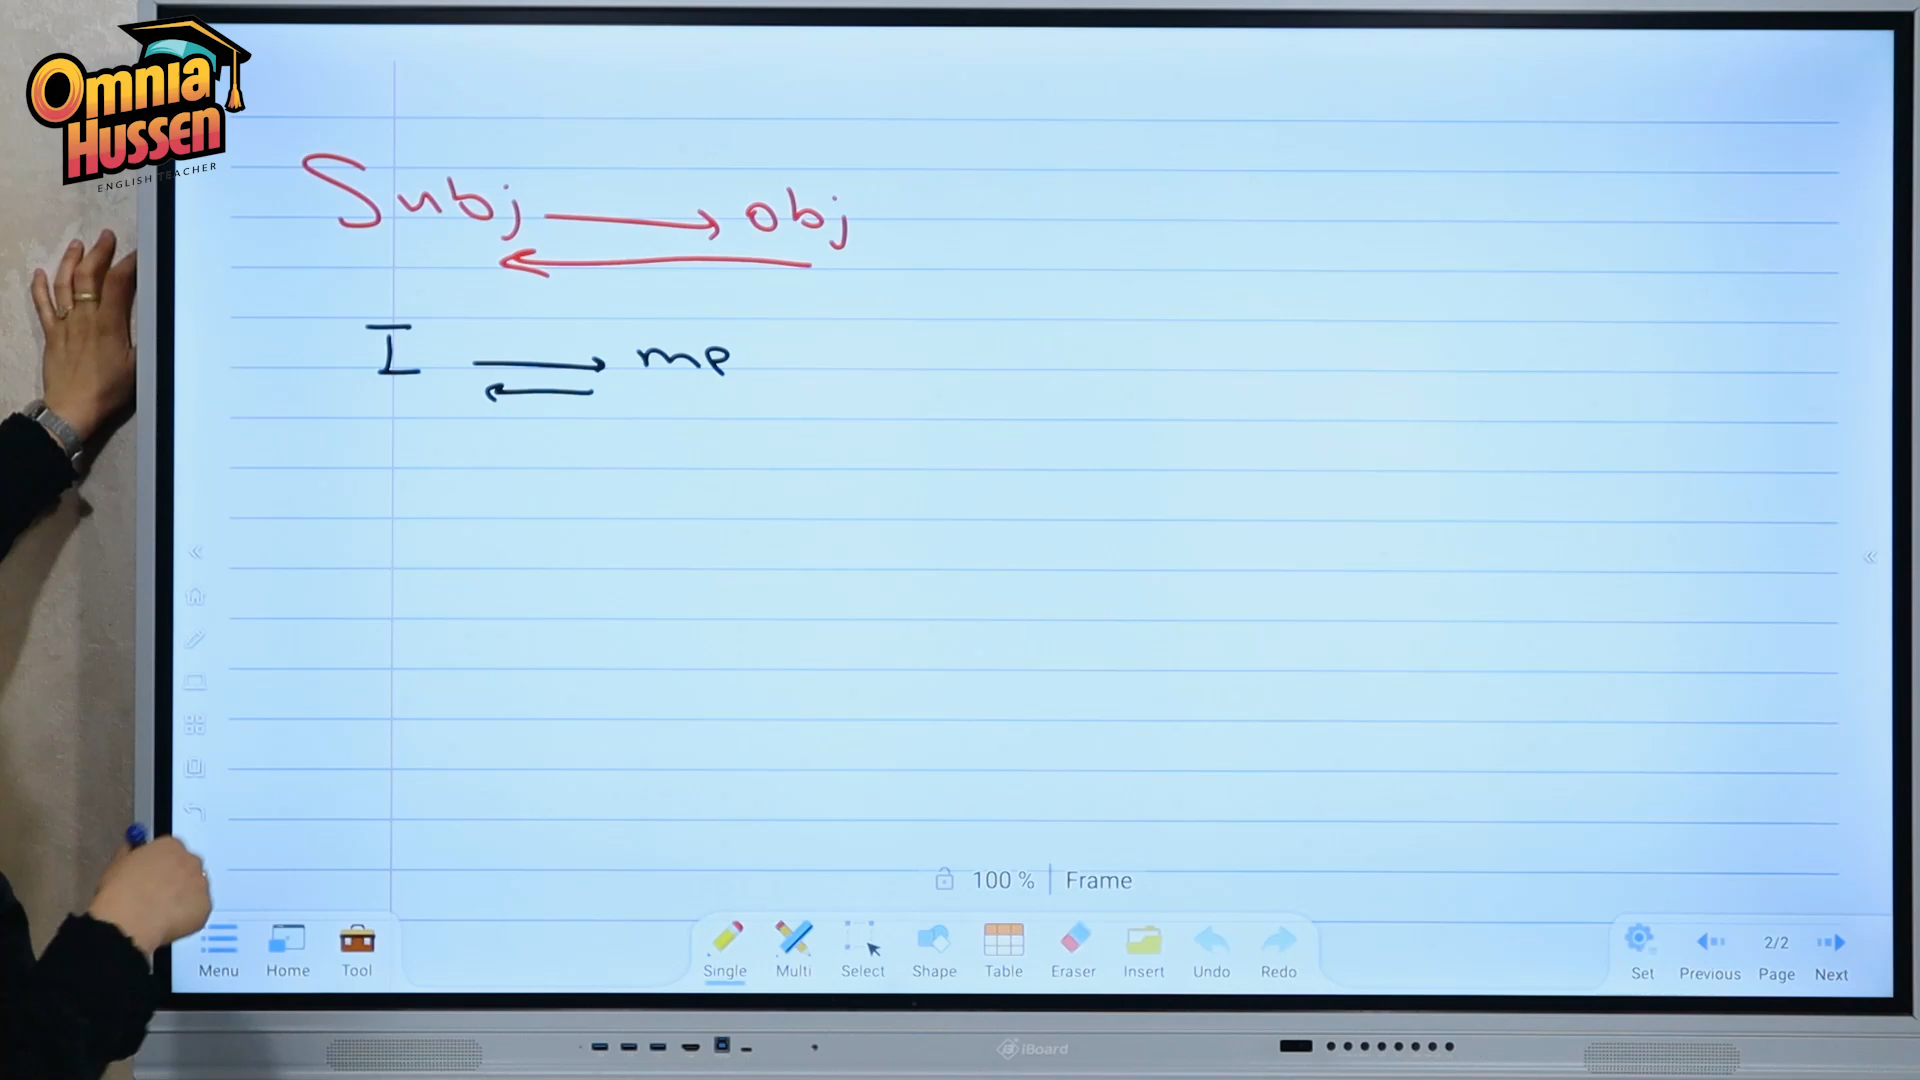 Omnia
Hussen
ENGLISH TEACHER
Subj → obj
←
I → me
←
100 % | Frame
Menu Home Tool Single Multi Select Shape Table Eraser Insert Undo Redo Set Previous 2/2 Page Next
iBoard